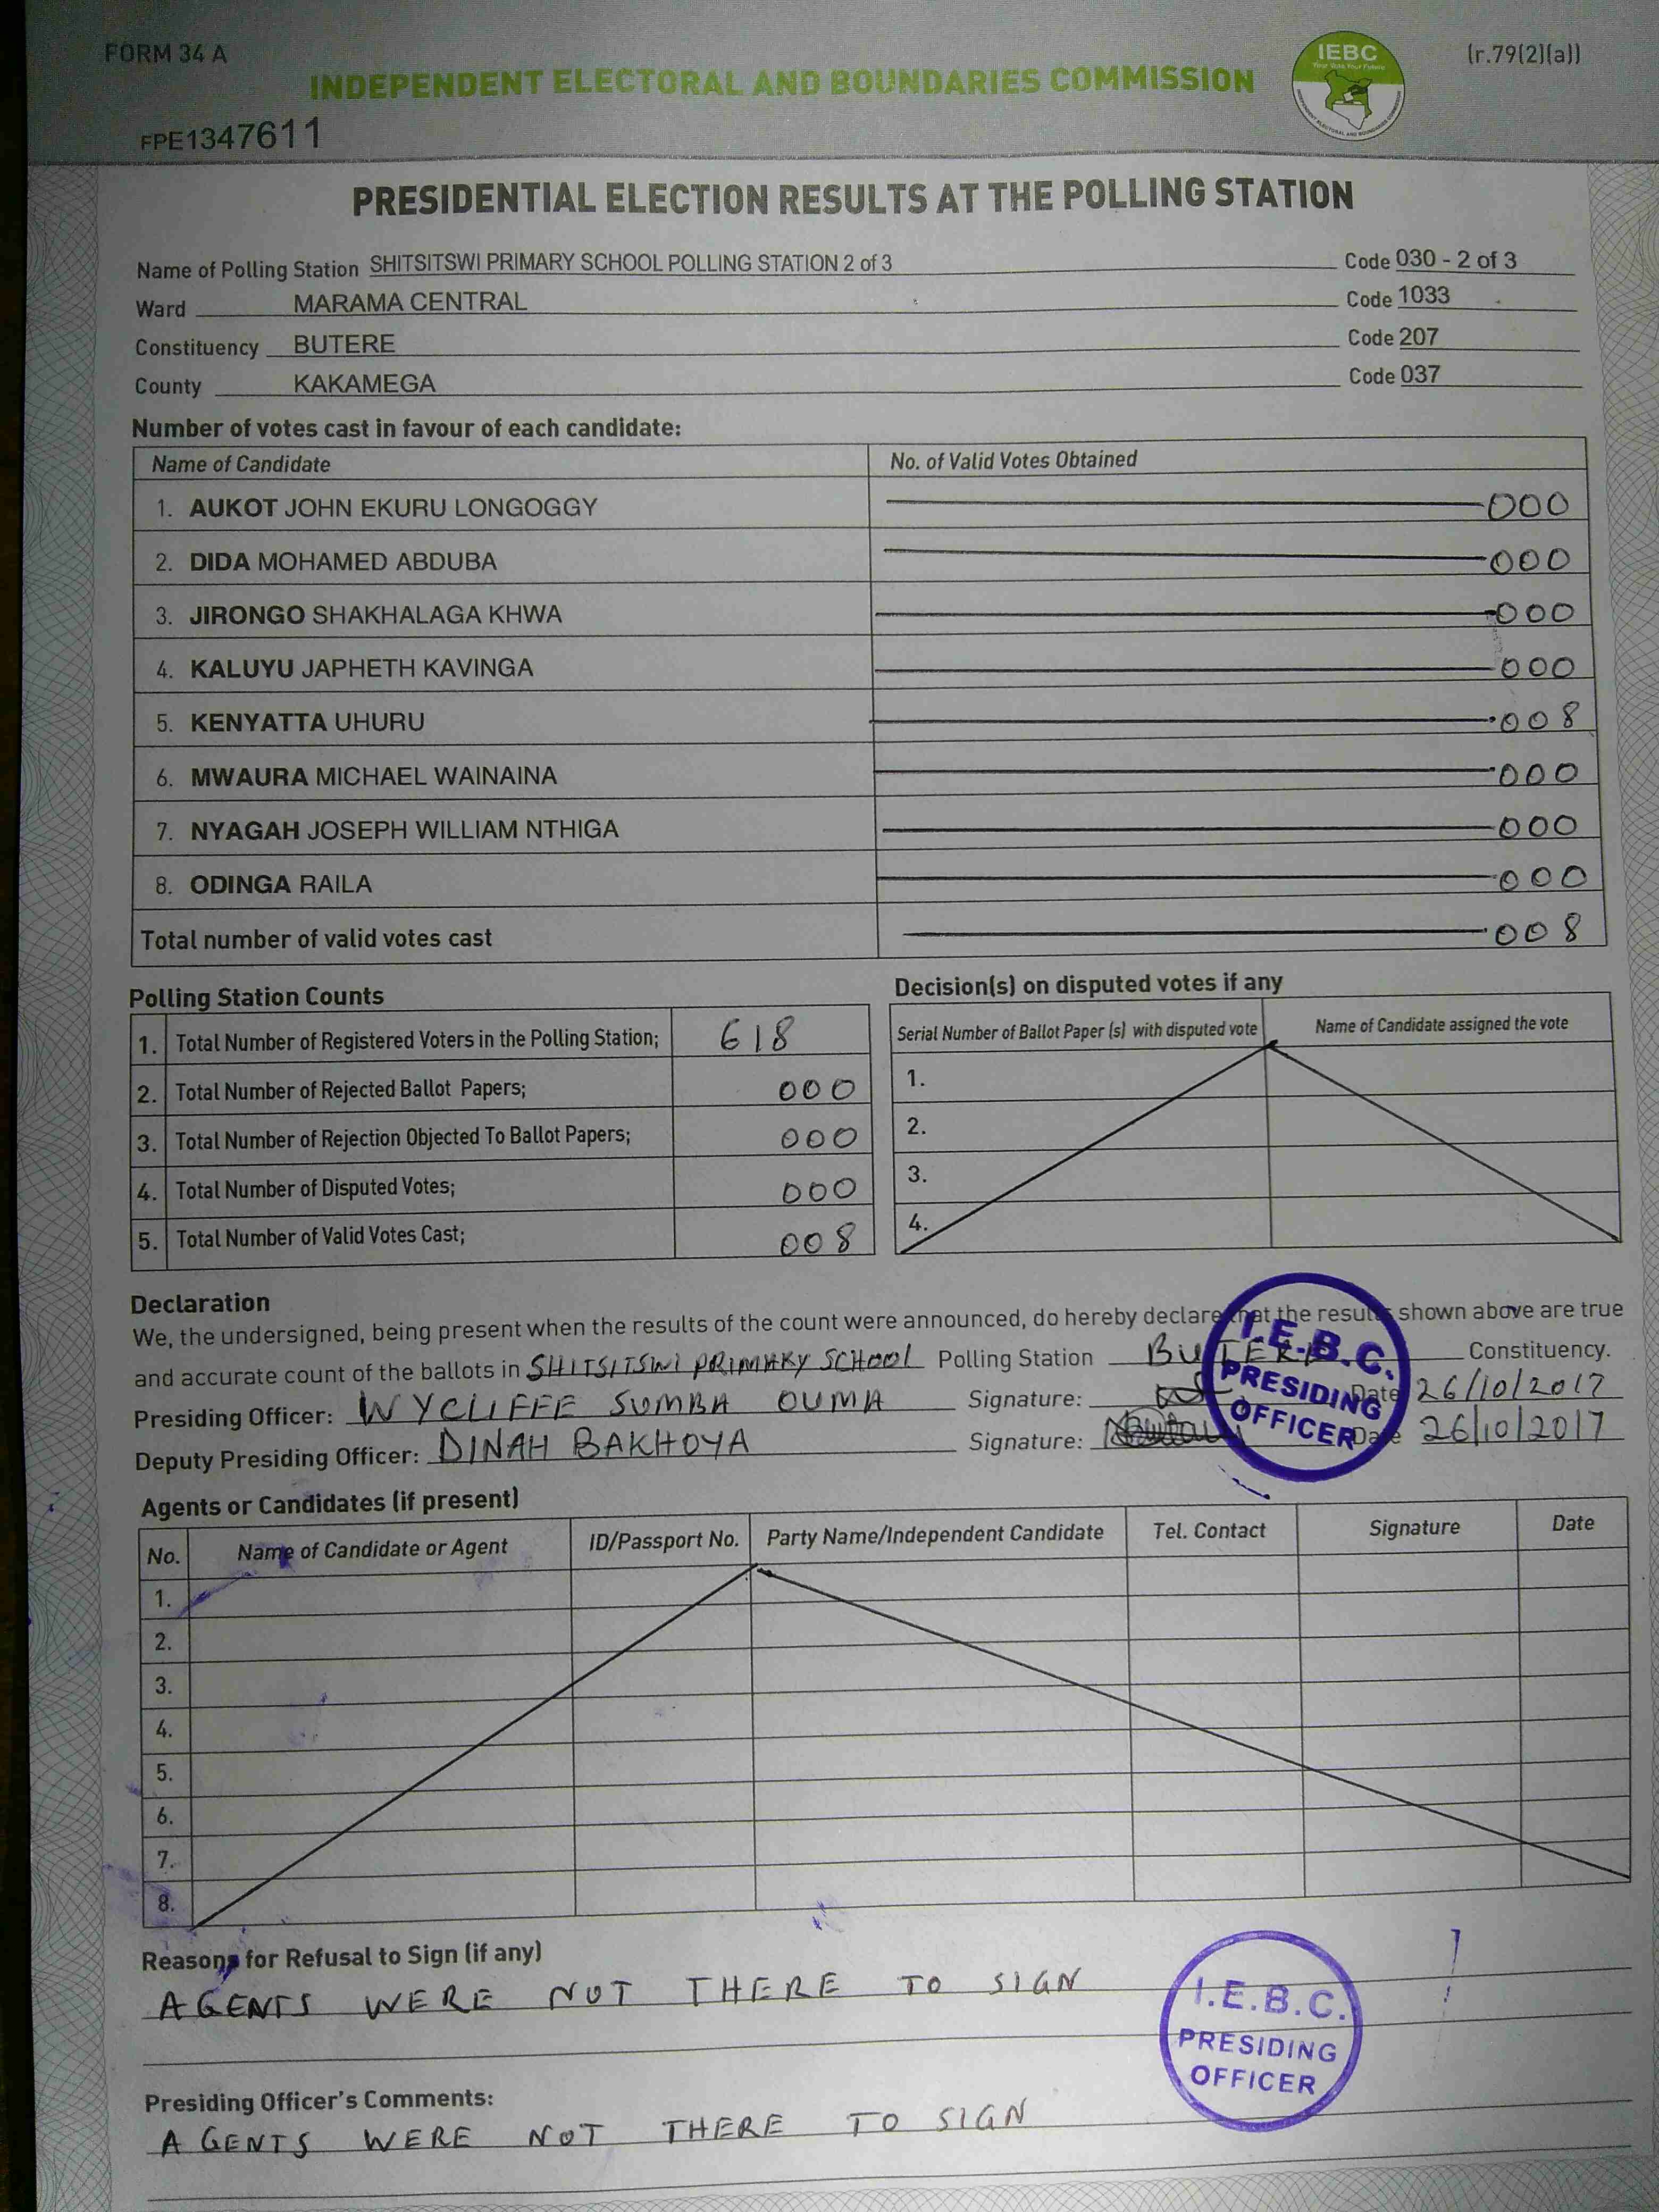 FORM 34 A
INDEPENDENT ELECTORAL AND BOUNDARIES COMMISSION
IEBC
Your Vote, Your Future
(r.79(2)(a))
FPE1347611
PRESIDENTIAL ELECTION RESULTS AT THE POLLING STATION
Name of Polling Station SHITSITSWI PRIMARY SCHOOL POLLING STATION 2 of 3 Code 030 - 2 of 3
Ward MARAMA CENTRAL Code 1033
Constituency BUTERE Code 207
County KAKAMEGA Code 037
Number of votes cast in favour of each candidate:
Name of Candidate No. of Valid Votes Obtained
1. AUKOT JOHN EKURU LONGOGGY 000
2. DIDA MOHAMED ABDUBA 000
3. JIRONGO SHAKHALAGA KHWA 000
4. KALUYU JAPHETH KAVINGA 000
5. KENYATTA UHURU 008
6. MWAURA MICHAEL WAINAINA 000
7. NYAGAH JOSEPH WILLIAM NTHIGA 000
8. ODINGA RAILA 000
Total number of valid votes cast 008
Polling Station Counts
1. Total Number of Registered Voters in the Polling Station; 618
2. Total Number of Rejected Ballot Papers; 000
3. Total Number of Rejection Objected To Ballot Papers; 000
4. Total Number of Disputed Votes; 000
5. Total Number of Valid Votes Cast; 008
Decision(s) on disputed votes if any
Serial Number of Ballot Paper (s) with disputed vote Name of Candidate assigned the vote
1.
2.
3.
4.
Declaration
We, the undersigned, being present when the results of the count were announced, do hereby declare that the results shown above are true
and accurate count of the ballots in SHITSITSWI PRIMARY SCHOOL Polling Station BUTERE Constituency.
Presiding Officer: WYCLIFFE SUMBA OUMA Signature: Date 26/10/2017
Deputy Presiding Officer: DINAH BAKHOYA Signature: Date 26/10/2017
I.E.B.C.
PRESIDING
OFFICER
Agents or Candidates (if present)
No. Name of Candidate or Agent ID/Passport No. Party Name/Independent Candidate Tel. Contact Signature Date
1.
2.
3.
4.
5.
6.
7.
8.
Reasons for Refusal to Sign (if any)
AGENTS WERE NOT THERE TO SIGN
I.E.B.C.
PRESIDING
OFFICER
Presiding Officer's Comments:
AGENTS WERE NOT THERE TO SIGN